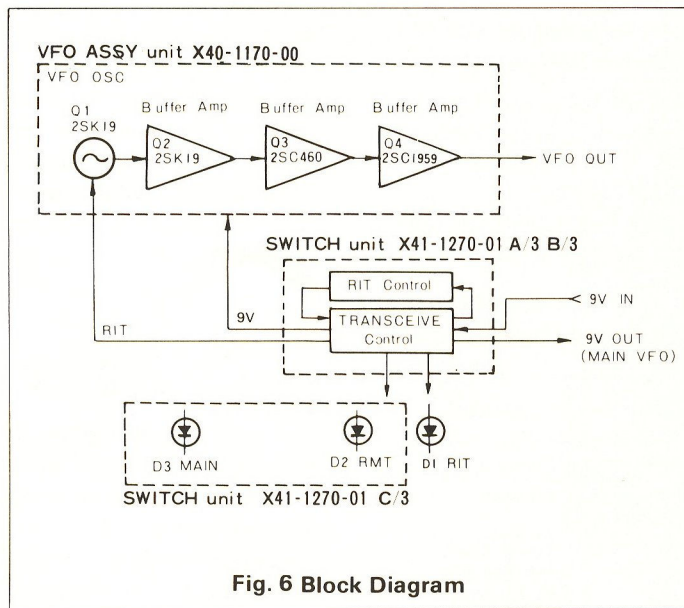 VFO ASSY unit X40-1170-00
VFO OSC
Q1
2SK19
Buffer Amp
Q2
2SK19
Buffer Amp
Q3
2SC460
Buffer Amp
Q4
2SC1959
VFO OUT
SWITCH unit X41-1270-01 A/3 B/3
RIT Control
TRANSCEIVE
Control
9V IN
9V OUT
(MAIN VFO)
9V
RIT
D3 MAIN
D2 RMT
D1 RIT
SWITCH unit X41-1270-01 C/3
Fig. 6 Block Diagram